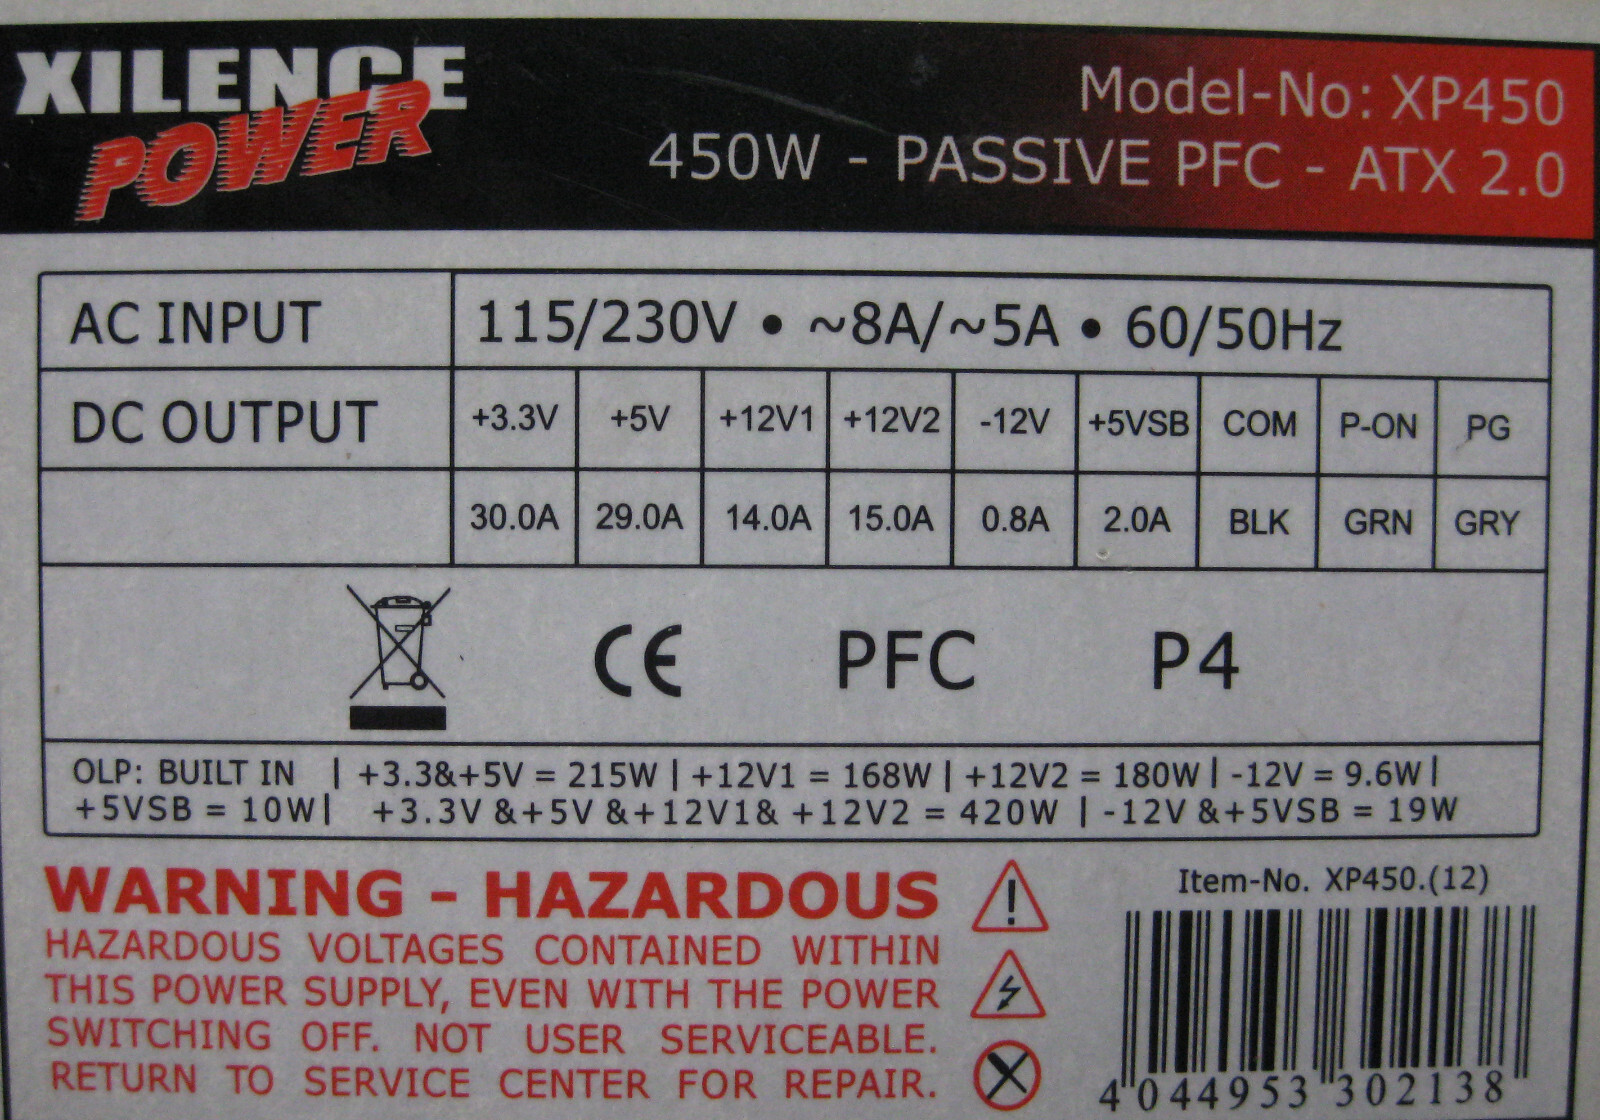 XILENCE
POWER
Model-No: XP450
450W - PASSIVE PFC - ATX 2.0
AC INPUT 115/230V • ~8A/~5A • 60/50Hz
DC OUTPUT +3.3V +5V +12V1 +12V2 -12V +5VSB COM P-ON PG
30.0A 29.0A 14.0A 15.0A 0.8A 2.0A BLK GRN GRY
CE PFC P4
OLP: BUILT IN | +3.3&+5V = 215W | +12V1 = 168W | +12V2 = 180W | -12V = 9.6W |
+5VSB = 10W | +3.3V &+5V &+12V1& +12V2 = 420W | -12V &+5VSB = 19W
WARNING - HAZARDOUS
HAZARDOUS VOLTAGES CONTAINED WITHIN
THIS POWER SUPPLY, EVEN WITH THE POWER
SWITCHING OFF. NOT USER SERVICEABLE.
RETURN TO SERVICE CENTER FOR REPAIR.
Item-No. XP450.(12)
4 044953 302138